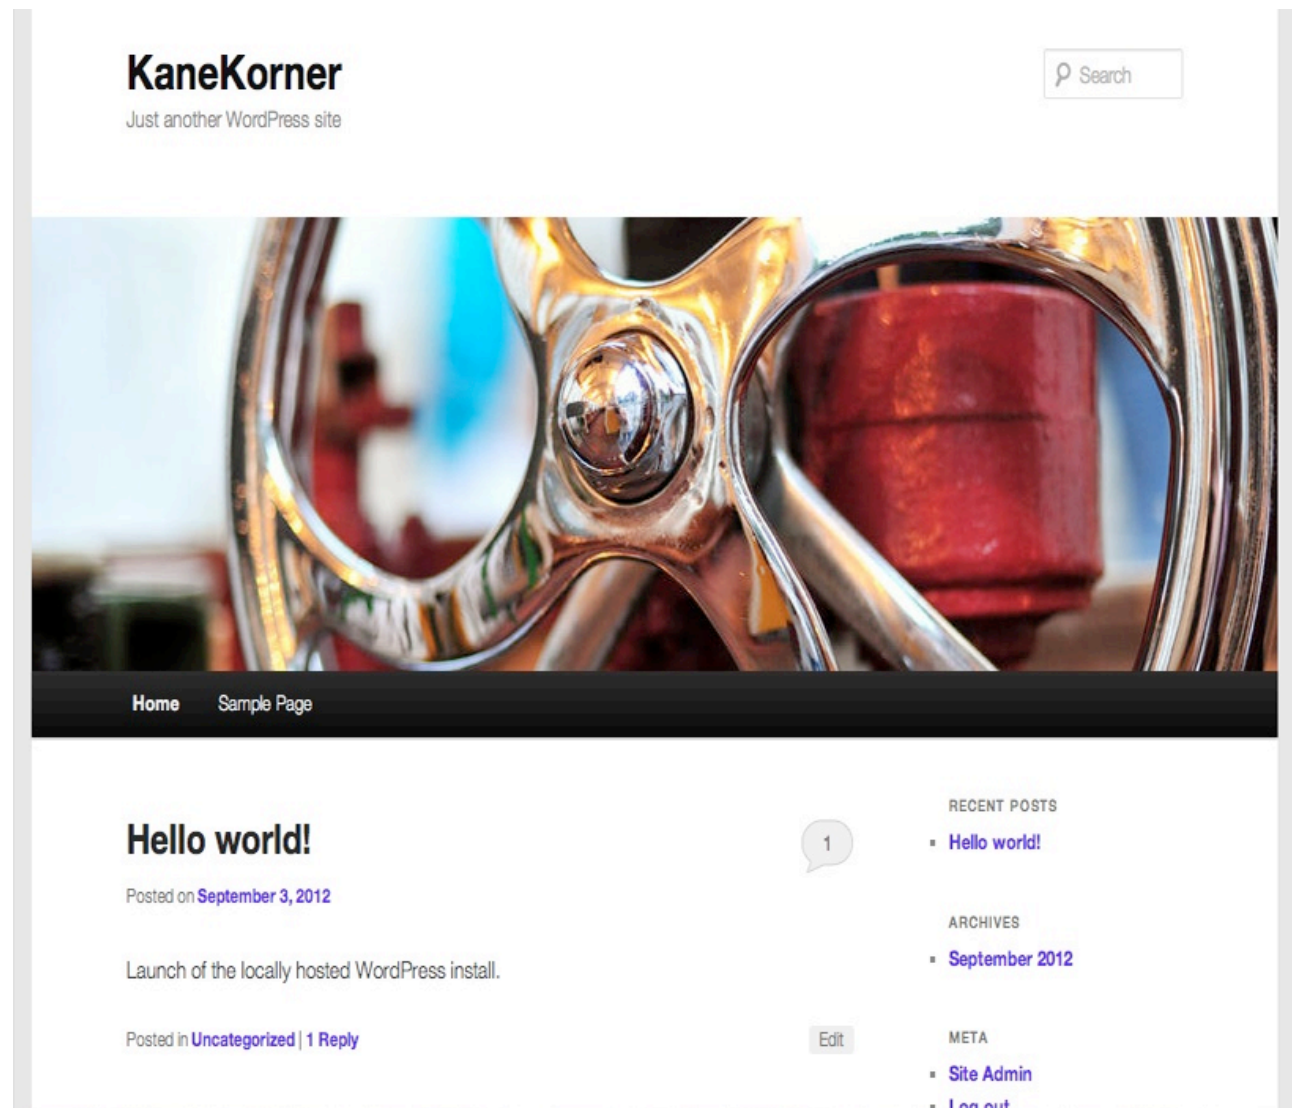 KaneKorner
Just another WordPress site
Search
Home Sample Page
Hello world!
1
Posted on September 3, 2012
Launch of the locally hosted WordPress install.
Posted in Uncategorized | 1 Reply
Edit
RECENT POSTS
Hello world!
ARCHIVES
September 2012
META
Site Admin
Log out